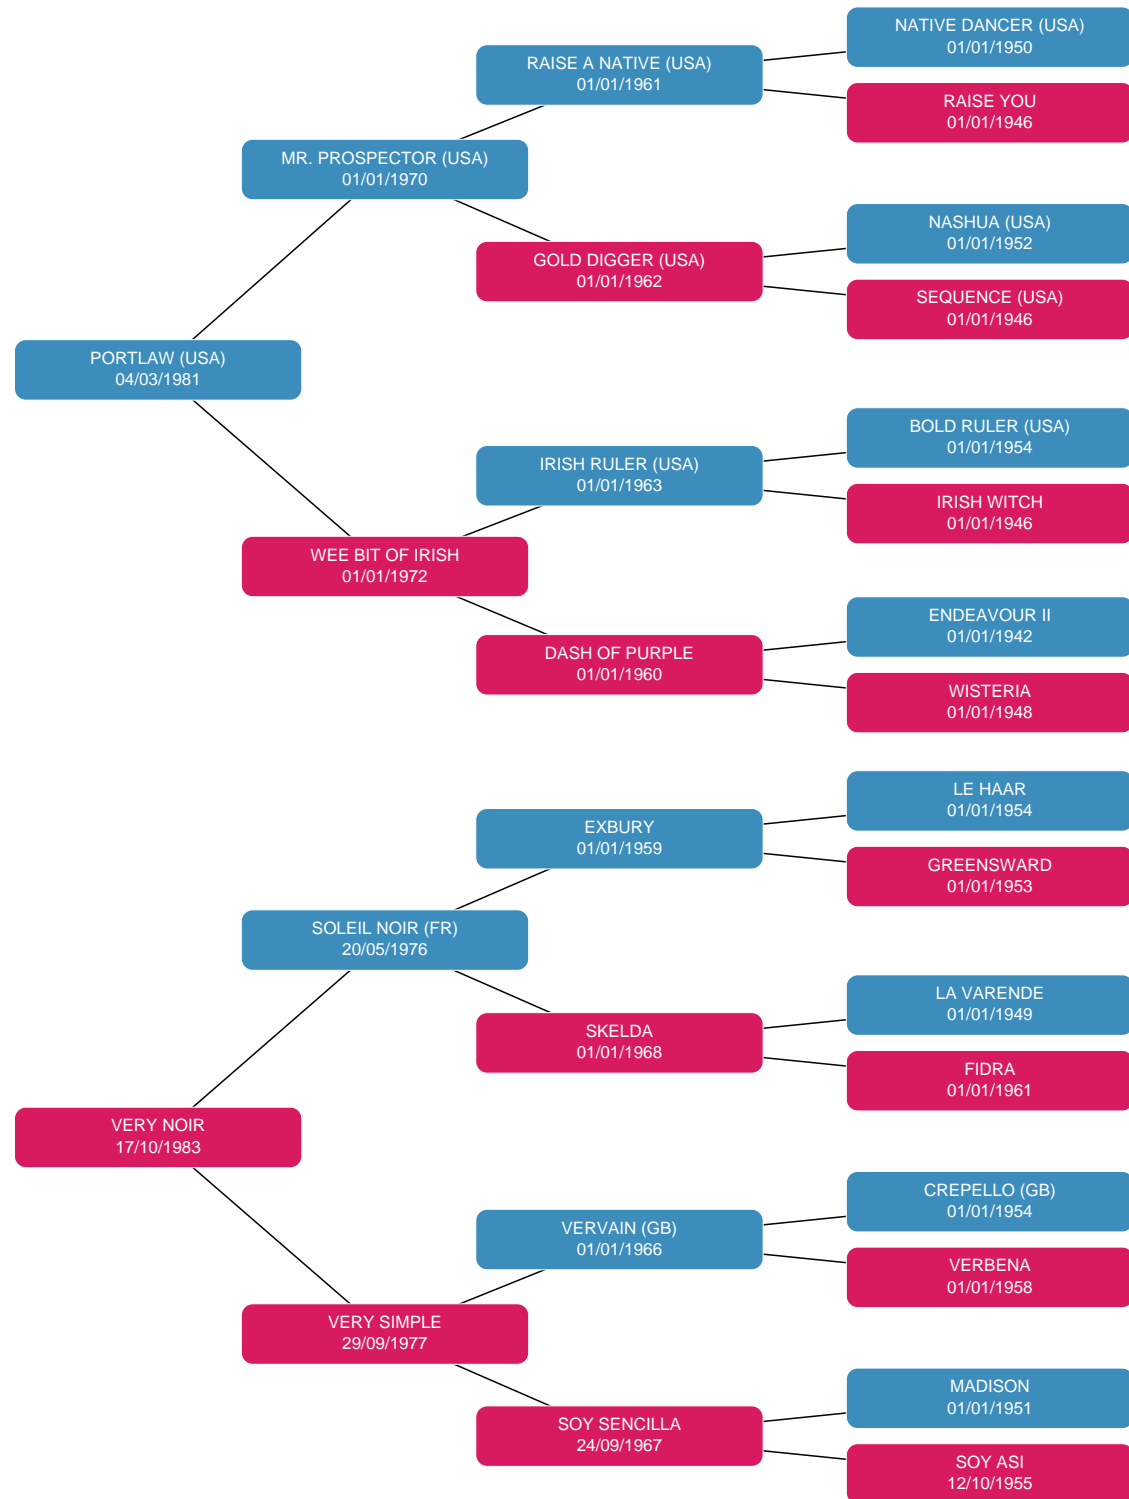 NATIVE DANCER (USA)
01/01/1950
RAISE A NATIVE (USA)
01/01/1961
RAISE YOU
01/01/1946
MR. PROSPECTOR (USA)
01/01/1970
NASHUA (USA)
01/01/1952
GOLD DIGGER (USA)
01/01/1962
SEQUENCE (USA)
01/01/1946
PORTLAW (USA)
04/03/1981
BOLD RULER (USA)
01/01/1954
IRISH RULER (USA)
01/01/1963
IRISH WITCH
01/01/1946
WEE BIT OF IRISH
01/01/1972
ENDEAVOUR II
01/01/1942
DASH OF PURPLE
01/01/1960
WISTERIA
01/01/1948
LE HAAR
01/01/1954
EXBURY
01/01/1959
GREENSWARD
01/01/1953
SOLEIL NOIR (FR)
20/05/1976
LA VARENDE
01/01/1949
SKELDA
01/01/1968
FIDRA
01/01/1961
VERY NOIR
17/10/1983
CREPELLO (GB)
01/01/1954
VERVAIN (GB)
01/01/1966
VERBENA
01/01/1958
VERY SIMPLE
29/09/1977
MADISON
01/01/1951
SOY SENCILLA
24/09/1967
SOY ASI
12/10/1955